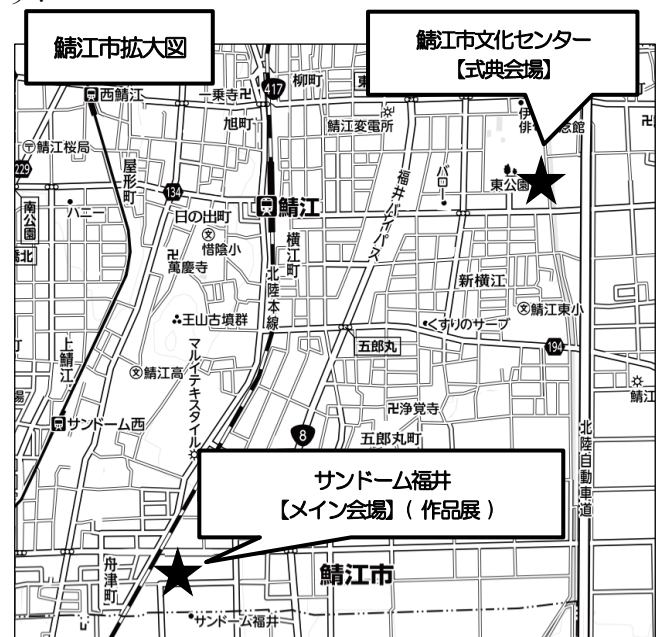 鯖江市拡大図
鯖江市文化センター
【式典会場】
西鯖江
一乗寺
417
柳町
東
旭町
鯖江変電所
鯖江桜局
229
屋形町
134
鯖江
福井バイパス
東公園
南公園
ハニー
日の出町
惜陰小
横江町
萬慶寺
北陸本線
新横江
鯖江東小
王山古墳群
くすりのサーブ
五郎丸
194
上鯖江
マルイテキスタイル
鯖江高
鯖江
サンドーム西
浄覚寺
8
五郎丸町
北陸自動車道
サンドーム福井
【メイン会場】(作品展)
舟津町
鯖江市
サンドーム福井